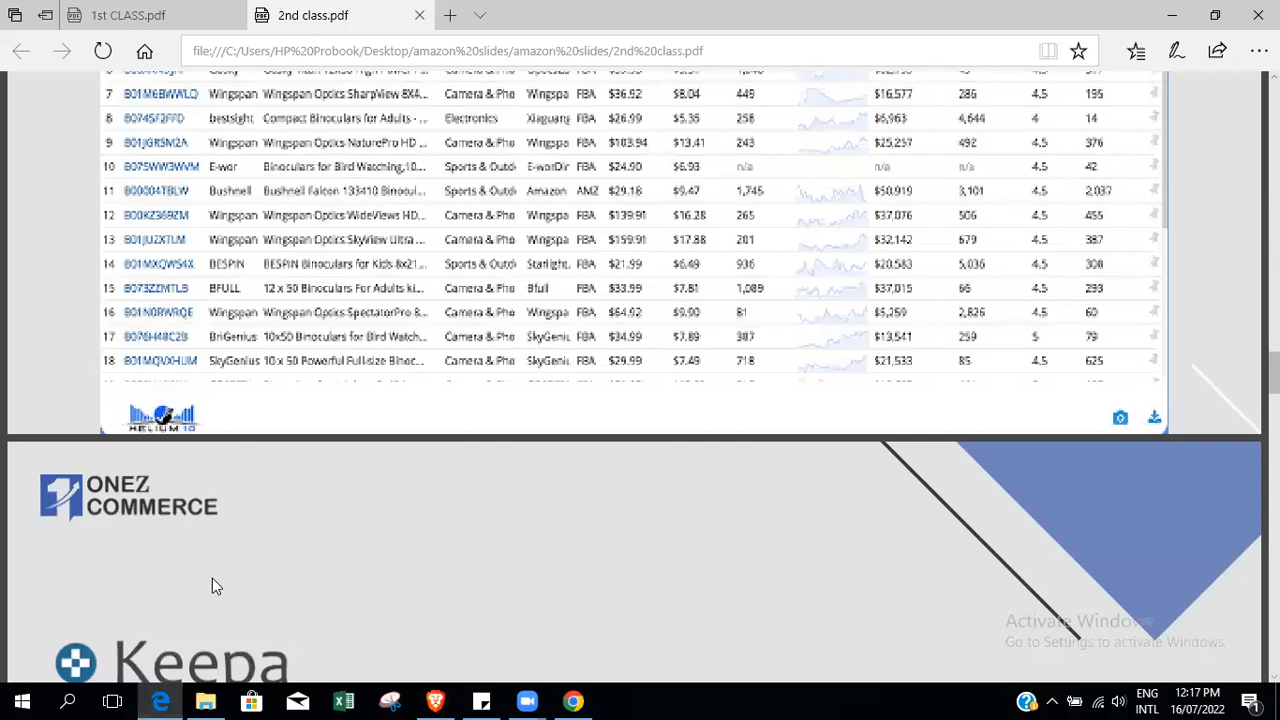 1st CLASS.pdf
2nd class.pdf
file:///C:/Users/HP%20Probook/Desktop/amazon%20slides/amazon%20slides/2nd%20class.pdf
7 B01M6BWWLQ Wingspan Wingspan Optics SharpView 8X4... Camera & Pho Wingspa FBA $36.92 $8.04 449 $16,577 286 4.5 195
8 B074SF2FFD bestsight Compact Binoculars for Adults - ... Electronics Xiaguang FBA $26.99 $5.35 258 $6,963 4,644 4 14
9 B01JGRSM2A Wingspan Wingspan Optics NaturePro HD ... Camera & Pho Wingspa FBA $103.94 $13.41 243 $25,257 492 4.5 376
10 B075WW3WVM E-wor Binoculars for Bird Watching,10... Sports & Outd E-worDir FBA $24.90 $6.93 n/a n/a n/a 4.5 42
11 B00004TBLW Bushnell Bushnell Falcon 133410 Binocul... Sports & Outd Amazon AMZ $29.18 $9.47 1,745 $50,919 3,101 4.5 2,037
12 B00KZ369ZM Wingspan Wingspan Optics WideViews HD... Camera & Pho Wingspa FBA $139.91 $16.28 265 $37,076 506 4.5 455
13 B01JUZXTLM Wingspan Wingspan Optics SkyView Ultra ... Camera & Pho Wingspa FBA $159.91 $17.88 201 $32,142 679 4.5 387
14 B01MXQWS4X BESPIN BESPIN Binoculars for Kids 8x21... Sports & Outd Starlight, FBA $21.99 $6.49 936 $20,583 5,036 4.5 308
15 B073ZZMTLB BFULL 12 x 50 Binoculars For Adults ki... Camera & Pho Bfull FBA $33.99 $7.81 1,089 $37,015 66 4.5 293
16 B01N0RWRQE Wingspan Wingspan Optics SpectatorPro 8... Camera & Pho Wingspa FBA $64.92 $9.90 81 $5,259 2,826 4.5 60
17 B076H48C2B BriGenius 10x50 Binoculars for Bird Watch... Camera & Pho SkyGeni FBA $34.99 $7.89 387 $13,541 259 5 79
18 B01MQVXHUM SkyGenius 10 x 50 Powerful Full-size Binoc... Camera & Pho SkyGeni FBA $29.99 $7.49 718 $21,533 85 4.5 625
HELIUM 10
ONEZ
COMMERCE
Keepa
Activate Windows
Go to Settings to activate Windows.
ENG
INTL
12:17 PM
16/07/2022